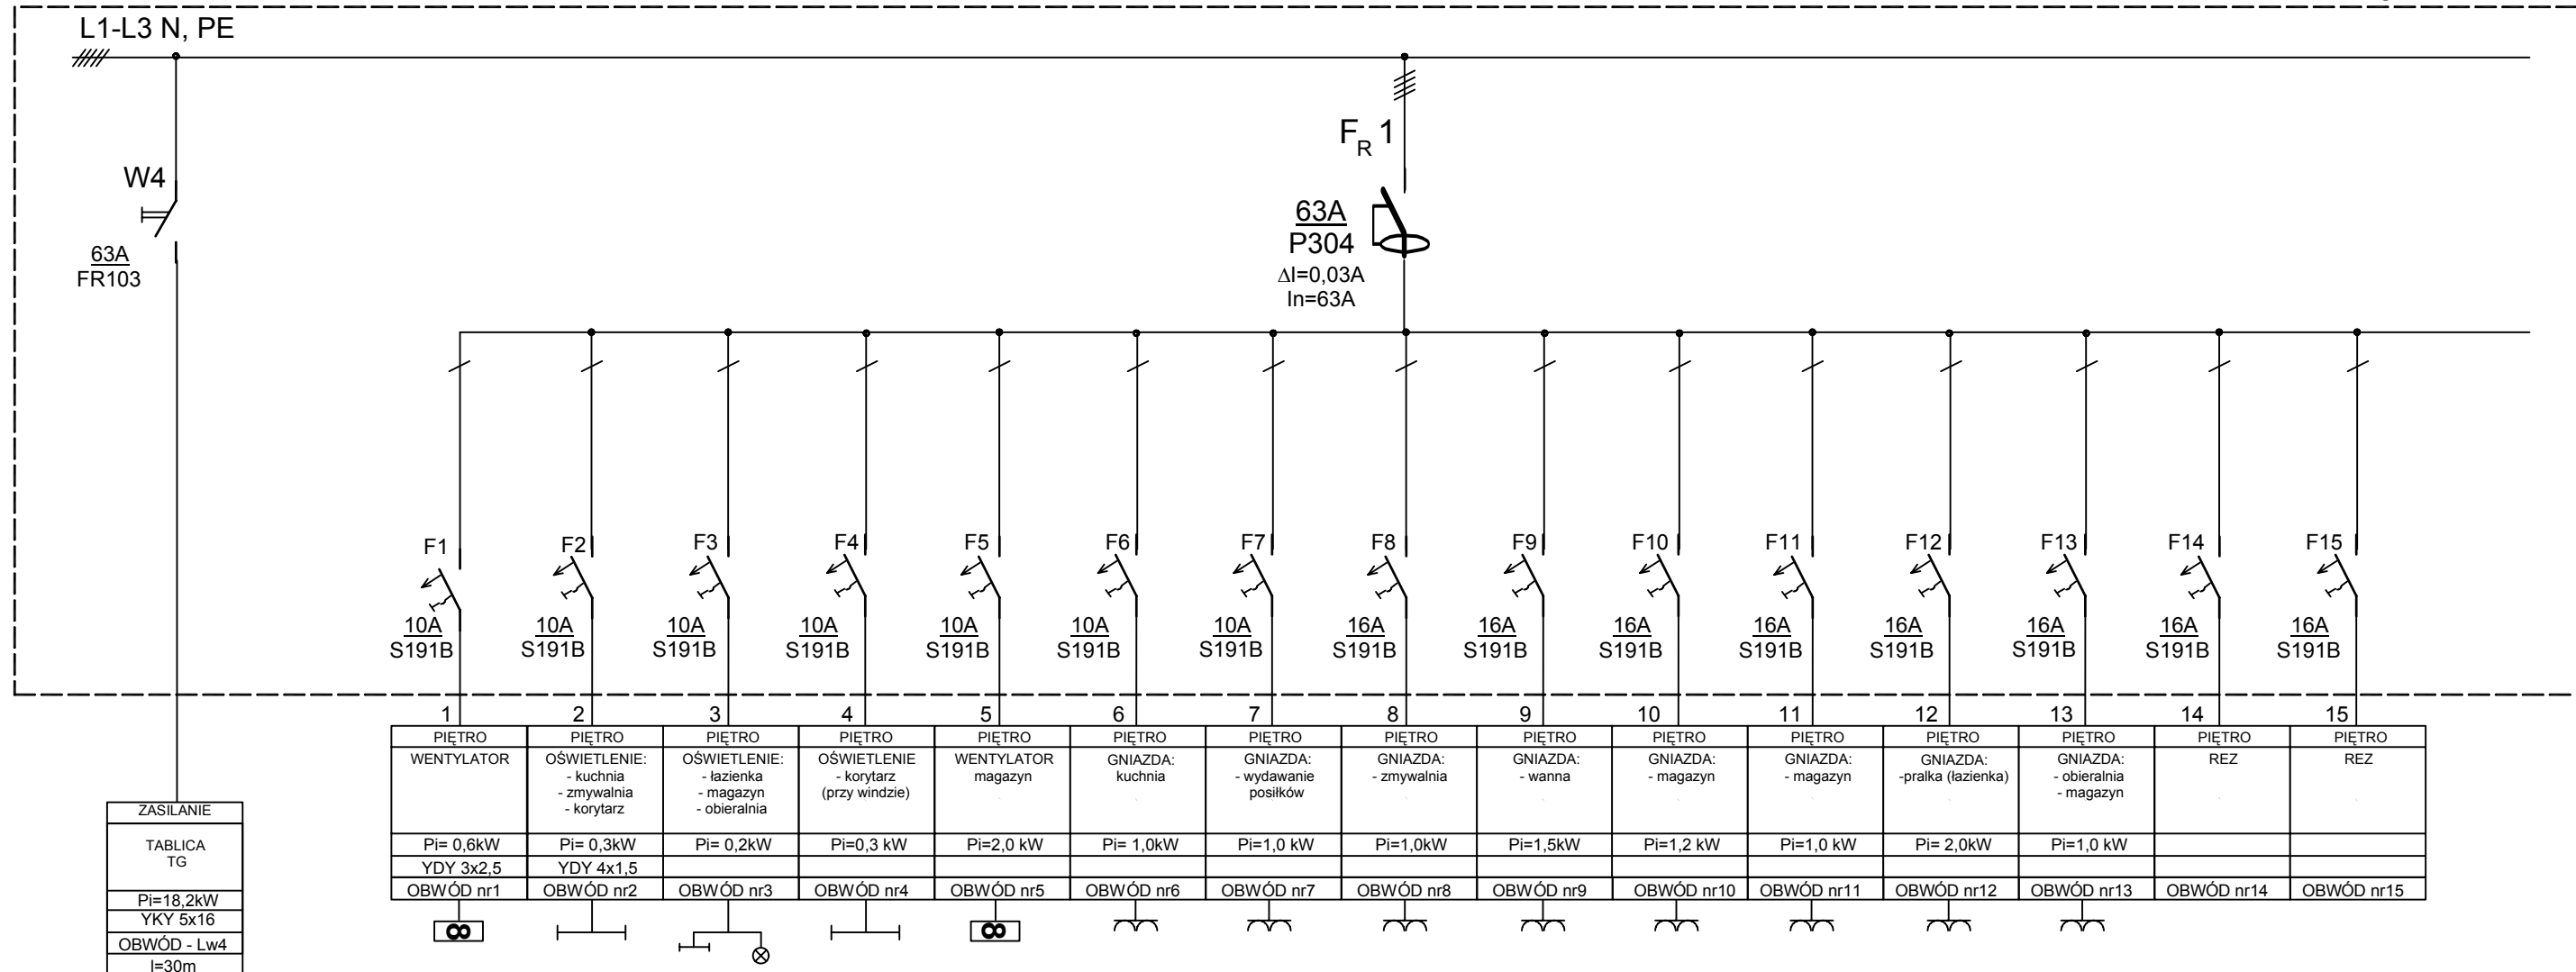 L1-L3 N, PE
W4
63A
FR103
F_R 1
63A
P304
ΔI=0,03A
In=63A
F1
F2
F3
F4
F5
F6
F7
F8
F9
F10
F11
F12
F13
F14
F15
10A
S191B
10A
S191B
10A
S191B
10A
S191B
10A
S191B
10A
S191B
10A
S191B
16A
S191B
16A
S191B
16A
S191B
16A
S191B
16A
S191B
16A
S191B
16A
S191B
16A
S191B
ZASILANIE
TABLICA
TG
Pi=18,2kW
YKY 5x16
OBWÓD - Lw4
l=30m
1
PIĘTRO
WENTYLATOR
Pi= 0,6kW
YDY 3x2,5
OBWÓD nr1
2
PIĘTRO
OŚWIETLENIE:
- kuchnia
- zmywalnia
- korytarz
Pi= 0,3kW
YDY 4x1,5
OBWÓD nr2
3
PIĘTRO
OŚWIETLENIE:
- łazienka
- magazyn
- obieralnia
Pi= 0,2kW
OBWÓD nr3
4
PIĘTRO
OŚWIETLENIE
- korytarz
(przy windzie)
Pi=0,3 kW
OBWÓD nr4
5
PIĘTRO
WENTYLATOR
magazyn
Pi=2,0 kW
OBWÓD nr5
6
PIĘTRO
GNIAZDA:
kuchnia
Pi= 1,0kW
OBWÓD nr6
7
PIĘTRO
GNIAZDA:
- wydawanie
posiłków
Pi=1,0 kW
OBWÓD nr7
8
PIĘTRO
GNIAZDA:
- zmywalnia
Pi=1,0kW
OBWÓD nr8
9
PIĘTRO
GNIAZDA:
- wanna
Pi=1,5kW
OBWÓD nr9
10
PIĘTRO
GNIAZDA:
- magazyn
Pi=1,2 kW
OBWÓD nr10
11
PIĘTRO
GNIAZDA:
- magazyn
Pi=1,0 kW
OBWÓD nr11
12
PIĘTRO
GNIAZDA:
-pralka (łazienka)
Pi= 2,0kW
OBWÓD nr12
13
PIĘTRO
GNIAZDA:
- obieralnia
- magazyn
Pi=1,0 kW
OBWÓD nr13
14
PIĘTRO
REZ
OBWÓD nr14
15
PIĘTRO
REZ
OBWÓD nr15